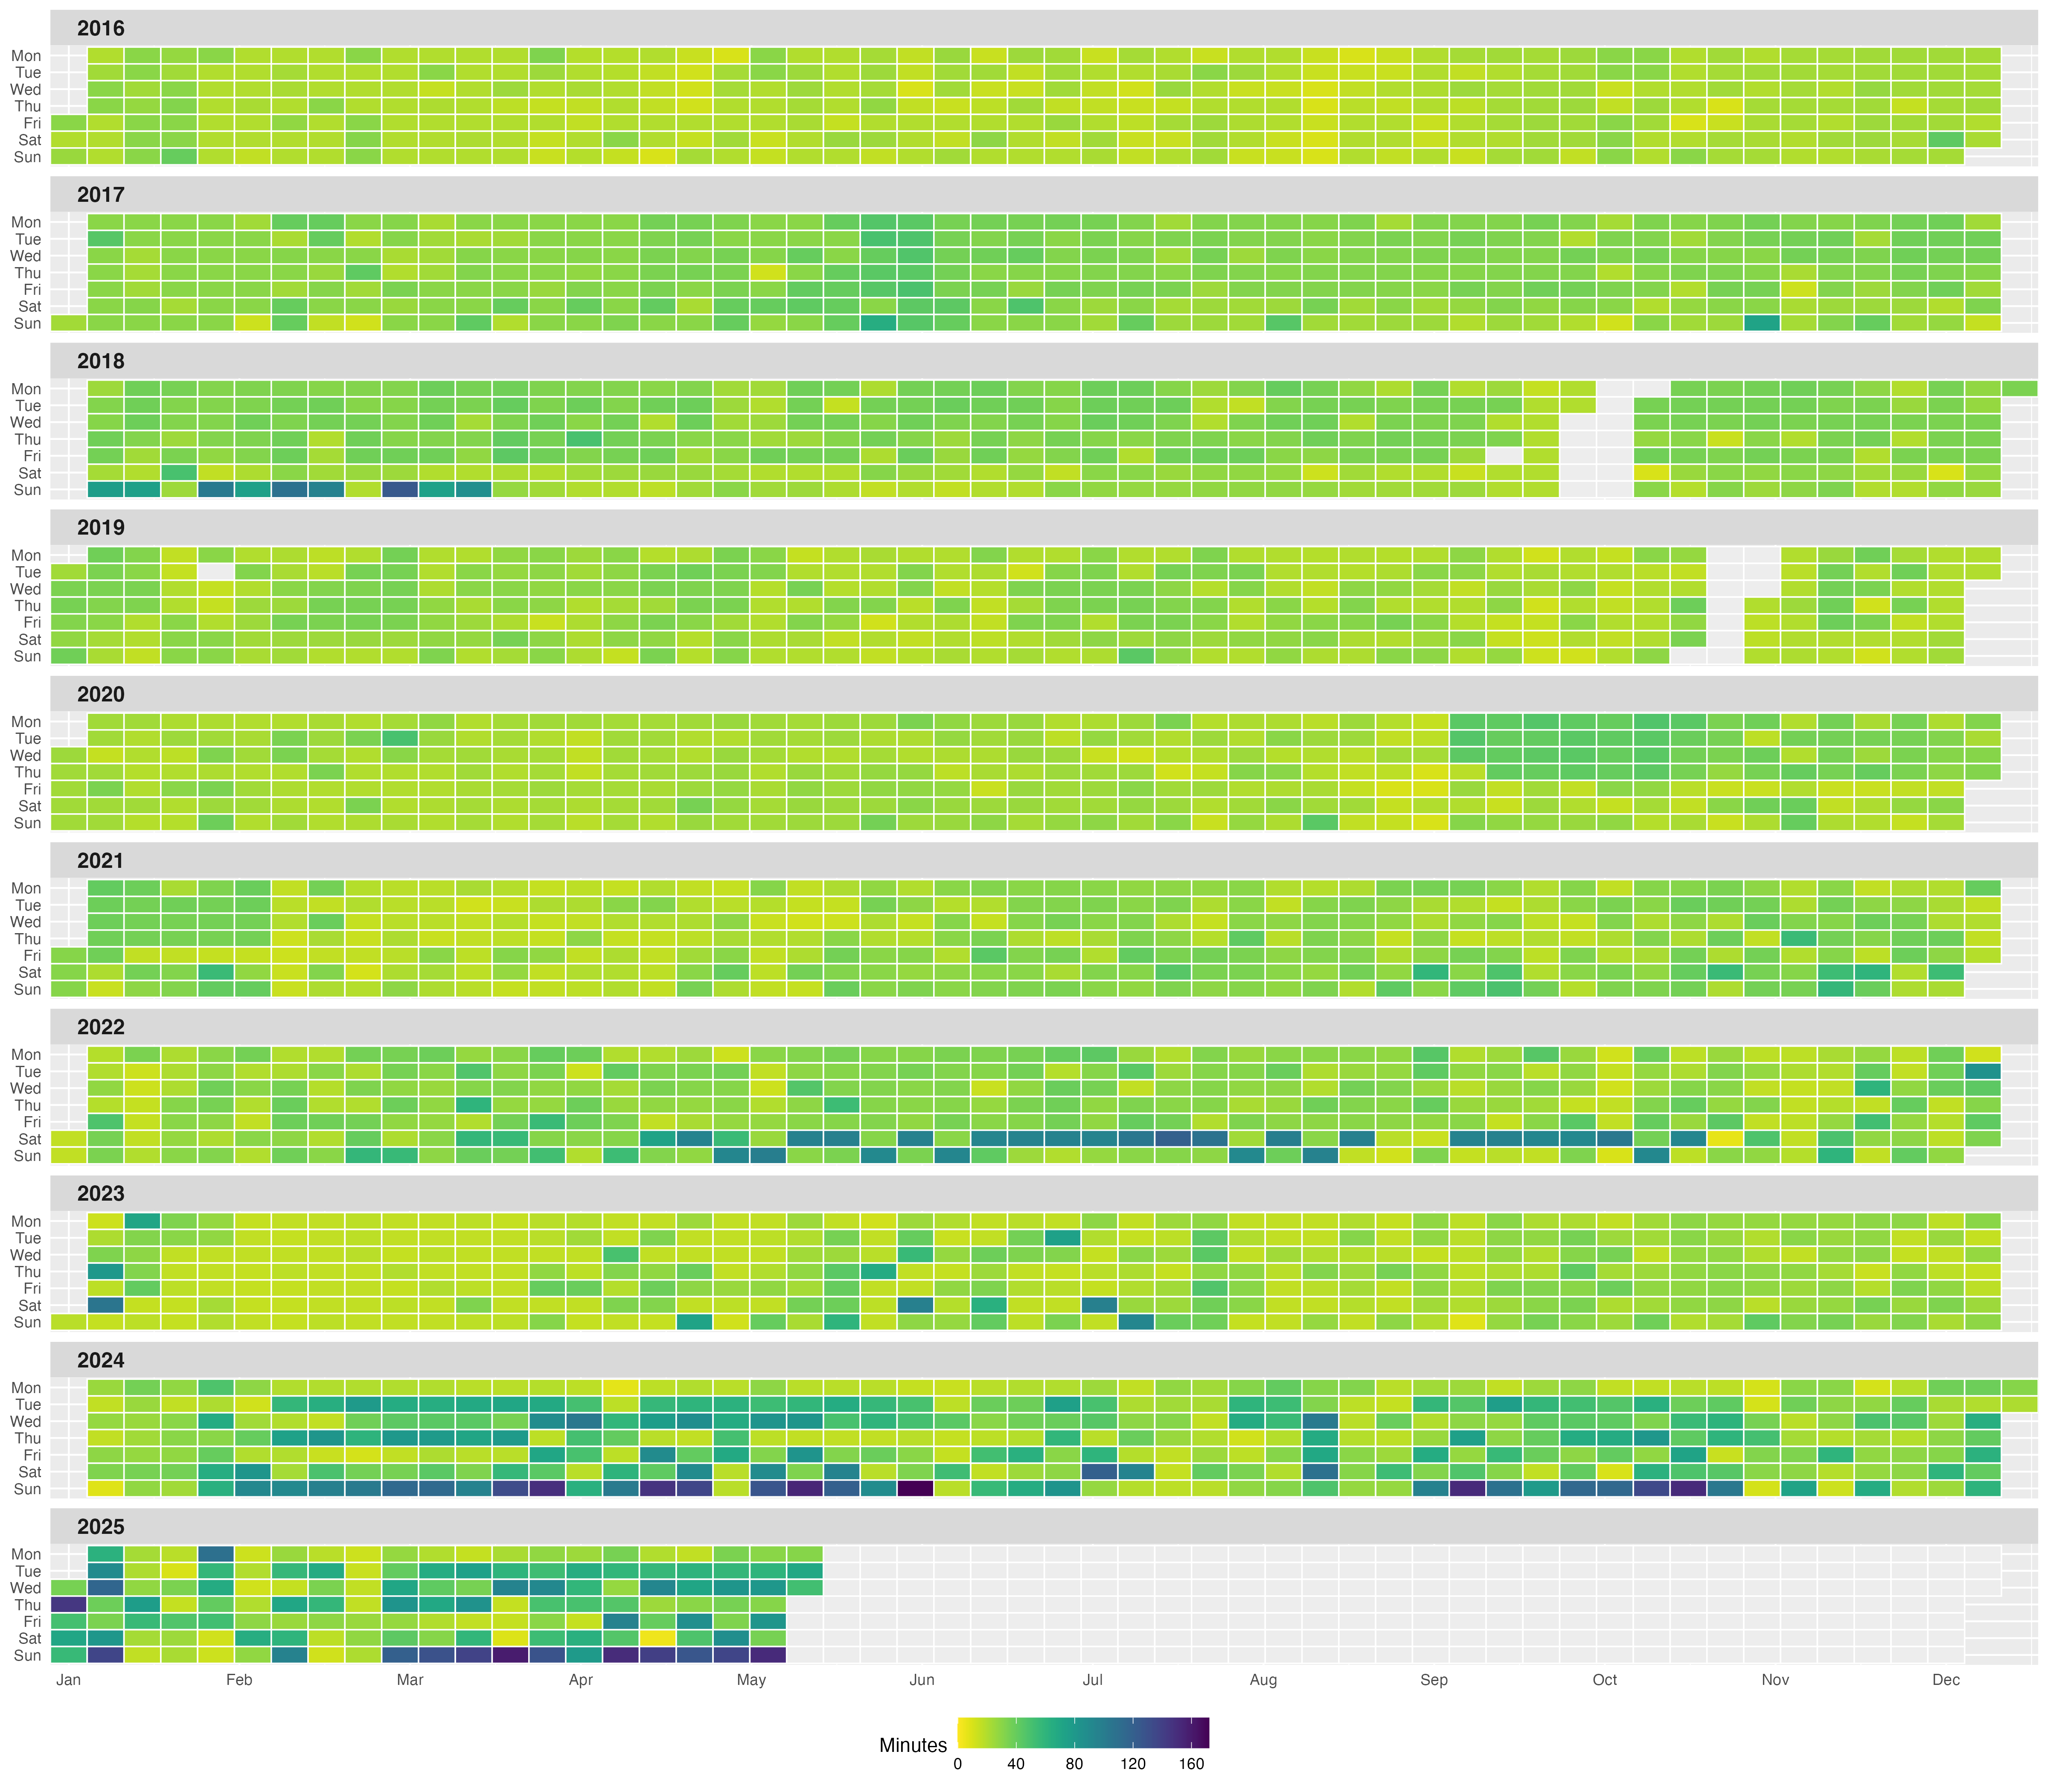 2016
Mon
Tue
Wed
Thu
Fri
Sat
Sun
2017
Mon
Tue
Wed
Thu
Fri
Sat
Sun
2018
Mon
Tue
Wed
Thu
Fri
Sat
Sun
2019
Mon
Tue
Wed
Thu
Fri
Sat
Sun
2020
Mon
Tue
Wed
Thu
Fri
Sat
Sun
2021
Mon
Tue
Wed
Thu
Fri
Sat
Sun
2022
Mon
Tue
Wed
Thu
Fri
Sat
Sun
2023
Mon
Tue
Wed
Thu
Fri
Sat
Sun
2024
Mon
Tue
Wed
Thu
Fri
Sat
Sun
2025
Mon
Tue
Wed
Thu
Fri
Sat
Sun
Jan Feb Mar Apr May Jun Jul Aug Sep Oct Nov Dec
Minutes
0 40 80 120 160